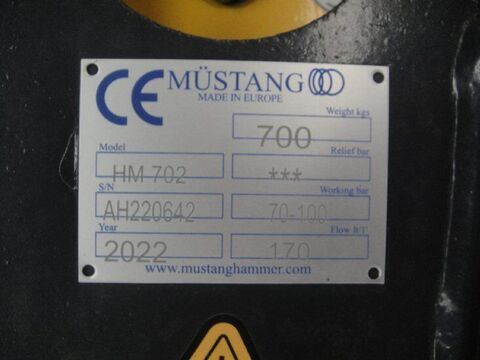 CE MÜSTANG
MADE IN EUROPE
Weight kgs
700
Model
Relief bar
HM 702
***
S/N
Working bar
AH220642
70-100
Year
Flow lt/1'
2022
170
www.mustanghammer.com